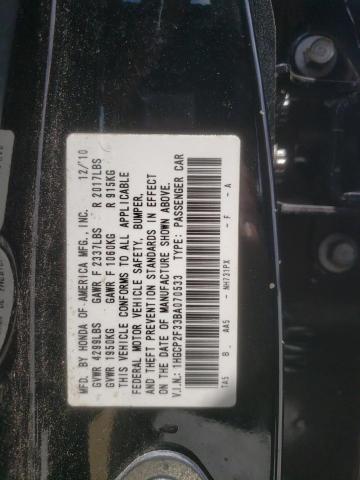 MFD. BY HONDA OF AMERICA MFG., INC. 12/10
GVWR 4299LBS GAWR F 2337LBS R 2017LBS
GVWR 1950KG GAWR F 1060KG R 915KG
THIS VEHICLE CONFORMS TO ALL APPLICABLE
FEDERAL MOTOR VEHICLE SAFETY, BUMPER,
AND THEFT PREVENTION STANDARDS IN EFFECT
ON THE DATE OF MANUFACTURE SHOWN ABOVE.
V.I.N.: 1HGCP2F33BA070533 TYPE: PASSENGER CAR
TA5 B. AA5 - NH731PX - F - A